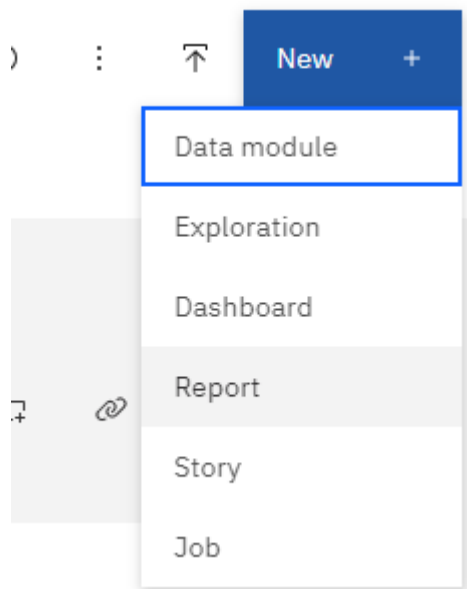 New +
Data module
Exploration
Dashboard
Report
Story
Job